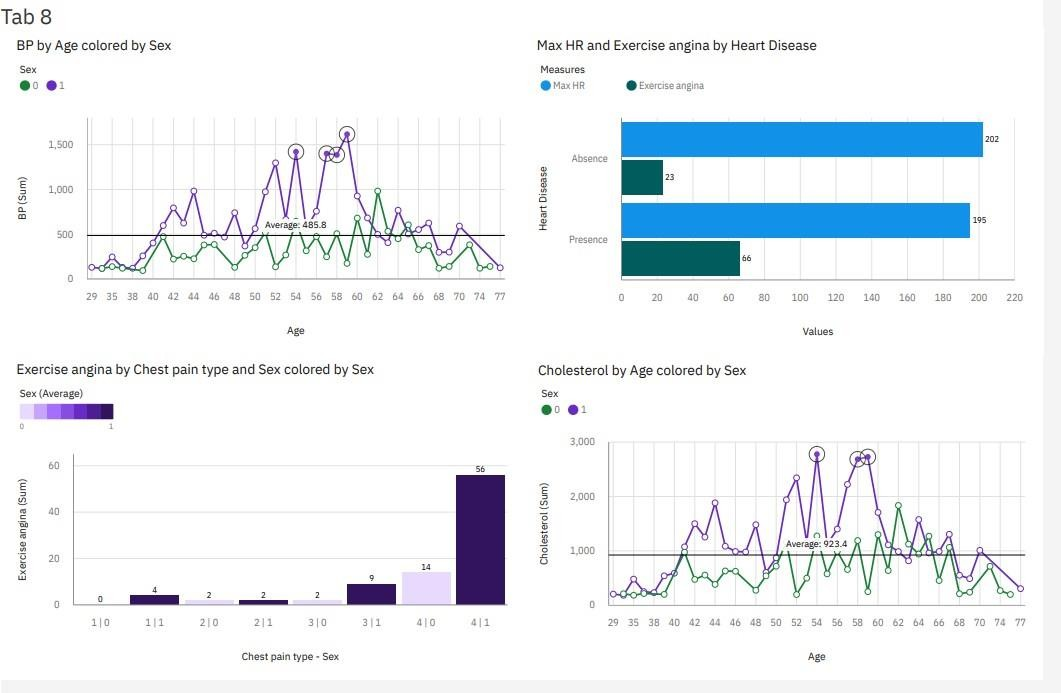 Tab 8
BP by Age colored by Sex
Sex
0 1
BP (Sum)
1,500
1,000
500
0
Average: 485.8
29 35 38 40 42 44 46 48 50 52 54 56 58 60 62 64 66 68 70 74 77
Age
Max HR and Exercise angina by Heart Disease
Measures
Max HR Exercise angina
Heart Disease
Absence
202
23
Presence
195
66
0 20 40 60 80 100 120 140 160 180 200 220
Values
Exercise angina by Chest pain type and Sex colored by Sex
Sex (Average)
0 1
Exercise angina (Sum)
60
40
20
0
0 4 2 2 2 9 14 56
1 | 0 1 | 1 2 | 0 2 | 1 3 | 0 3 | 1 4 | 0 4 | 1
Chest pain type - Sex
Cholesterol by Age colored by Sex
Sex
0 1
Cholesterol (Sum)
3,000
2,000
1,000
0
Average: 923.4
29 35 38 40 42 44 46 48 50 52 54 56 58 60 62 64 66 68 70 74 77
Age